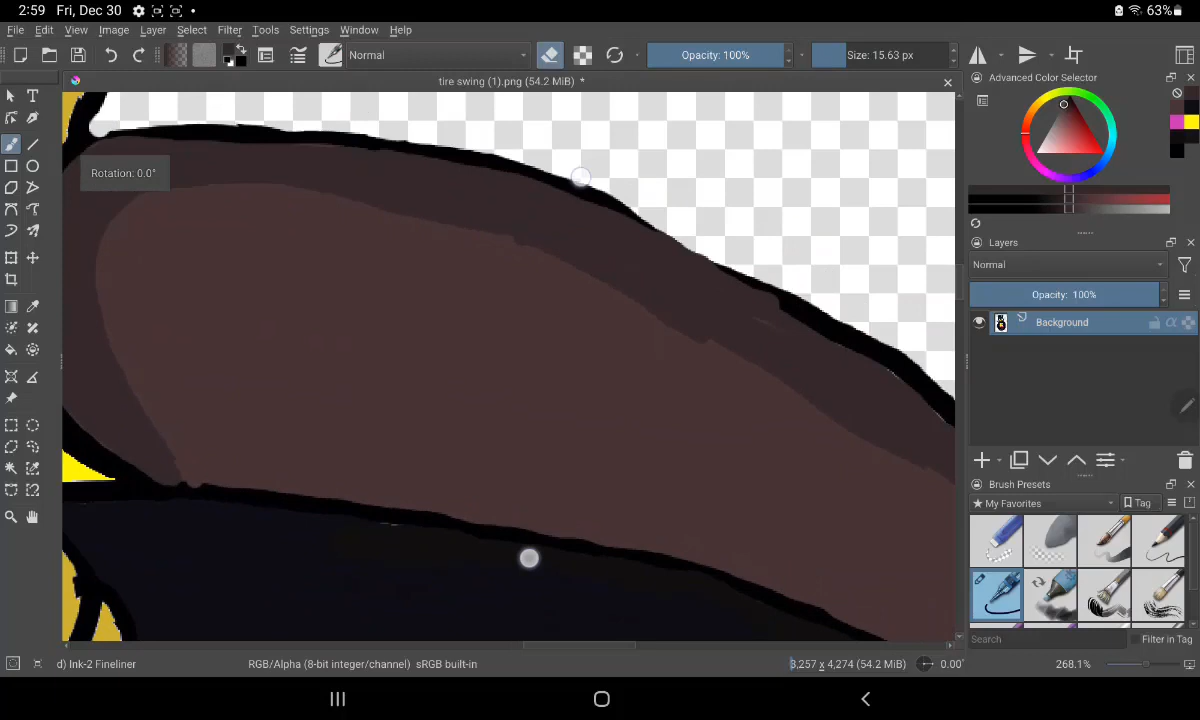 2:59 Fri, Dec 30 63%
File Edit View Image Layer Select Filter Tools Settings Window Help
Normal Opacity: 100% Size: 15.63 px
tire swing (1).png (54.2 MiB) * Advanced Color Selector
Rotation: 0.0°
Layers
Normal
Opacity: 100%
Background
Brush Presets
My Favorites Tag
Search Filter in Tag
d) Ink-2 Fineliner RGB/Alpha (8-bit integer/channel) sRGB built-in 3,257 x 4,274 (54.2 MiB) 0.00° 268.1%